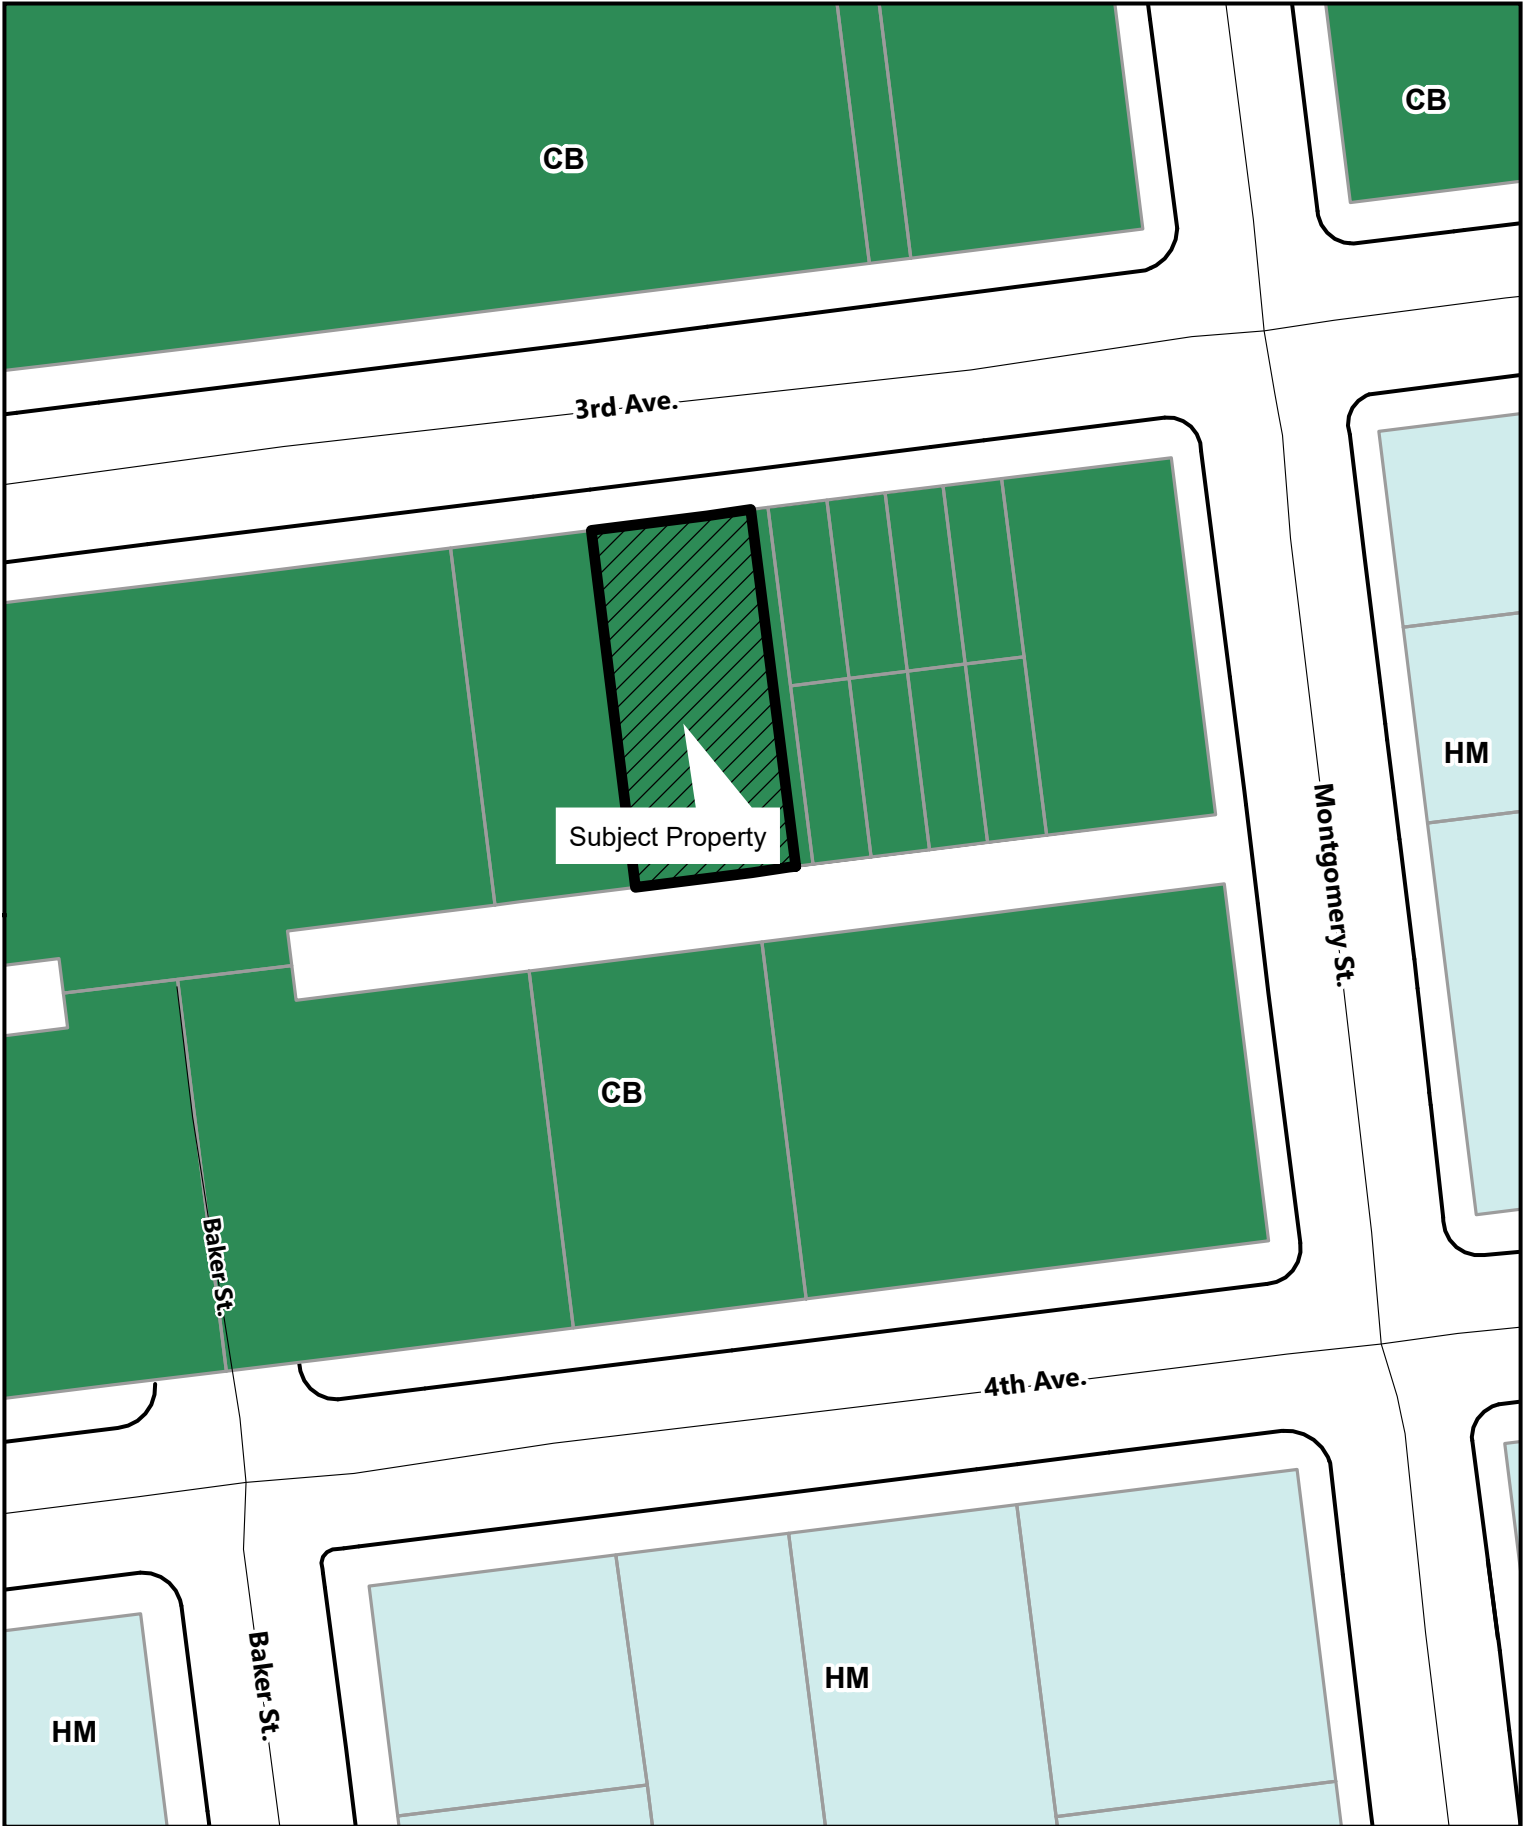 CB
CB
3rd Ave.
HM
Montgomery St.
Subject Property
CB
Baker St.
4th Ave.
HM
Baker St.
HM